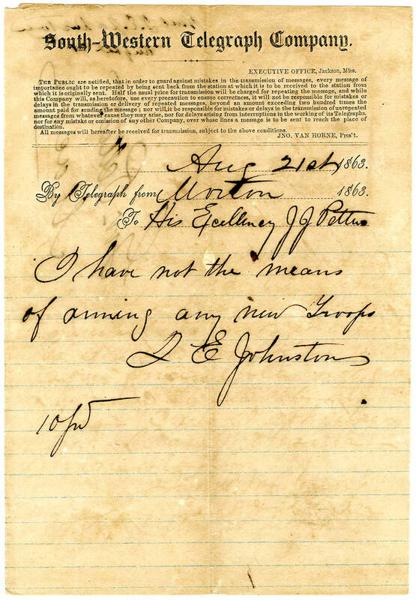 South-Western Telegraph Company.
EXECUTIVE OFFICE, Jackson, Miss.
THE PUBLIC are notified, that in order to guard against mistakes in the transmission of messages, every message of
importance ought to be repeated by being sent back from the station at which it is to be received to the station from
which it is originally sent. Half the usual price for transmission will be charged for repeating the message, and while
this Company will, as heretofore, use every precaution to ensure correctness, it will not be responsible for mistakes or
delays in the transmission or delivery of repeated messages, beyond an amount exceeding two hundred times the
amount paid for sending the message; nor will it be responsible for mistakes or delays in the transmission of unrepeated
messages from whatever cause they may arise, nor for delays arising from interruptions in the working of its Telegraphs,
nor for any mistake or omission of any other Company, over whose lines a message is to be sent to reach the place of
destination.
All messages will hereafter be received for transmission, subject to the above conditions.
JNO. VAN HORNE, Pres't.
Aug 21st 1863.
By Telegraph from Morton 1863.
To His Excellency J J Pettus
I have not the means
of arming any new Troops
J E Johnston